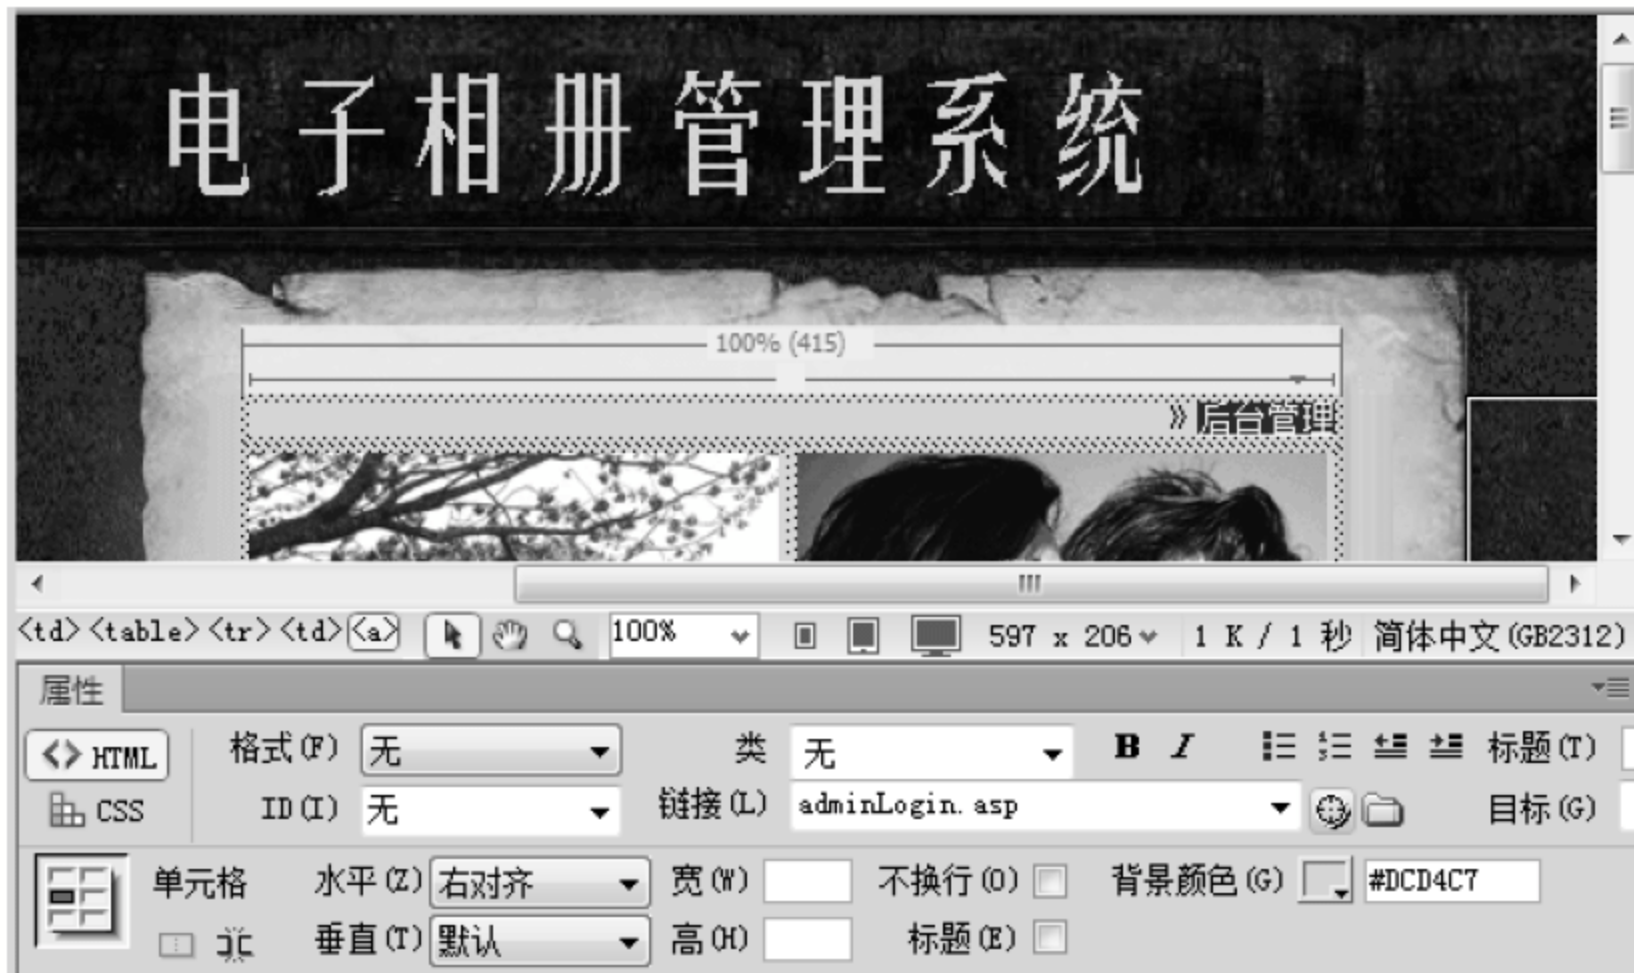 电子相册管理系统
100% (415)
» 后台管理
<td> <table> <tr> <td> <a> 100% 597 x 206 1 K / 1 秒 简体中文(GB2312)
属性
<> HTML 格式(F) 无 类 无 B I 标题(T)
CSS ID(I) 无 链接(L) adminLogin.asp 目标(G)
单元格 水平(Z) 右对齐 宽(W) 不换行(O) 背景颜色(G) #DCD4C7
垂直(T) 默认 高(H) 标题(E)